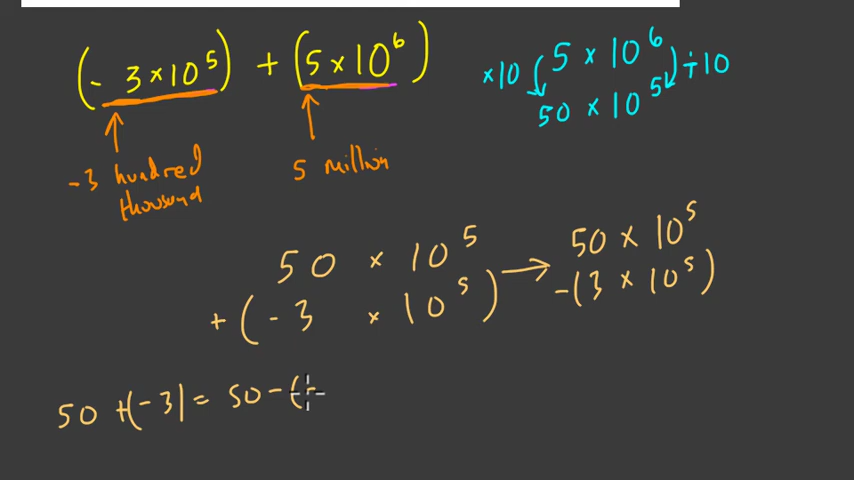 (- 3×10⁵) + (5×10⁶)
-3 hundred
thousand
5 million
5 × 10⁶
×10 ÷10
50 × 10⁵
50 × 10⁵
+(-3 × 10⁵)
50 × 10⁵
-(3 × 10⁵)
50 +(-3) = 50-(